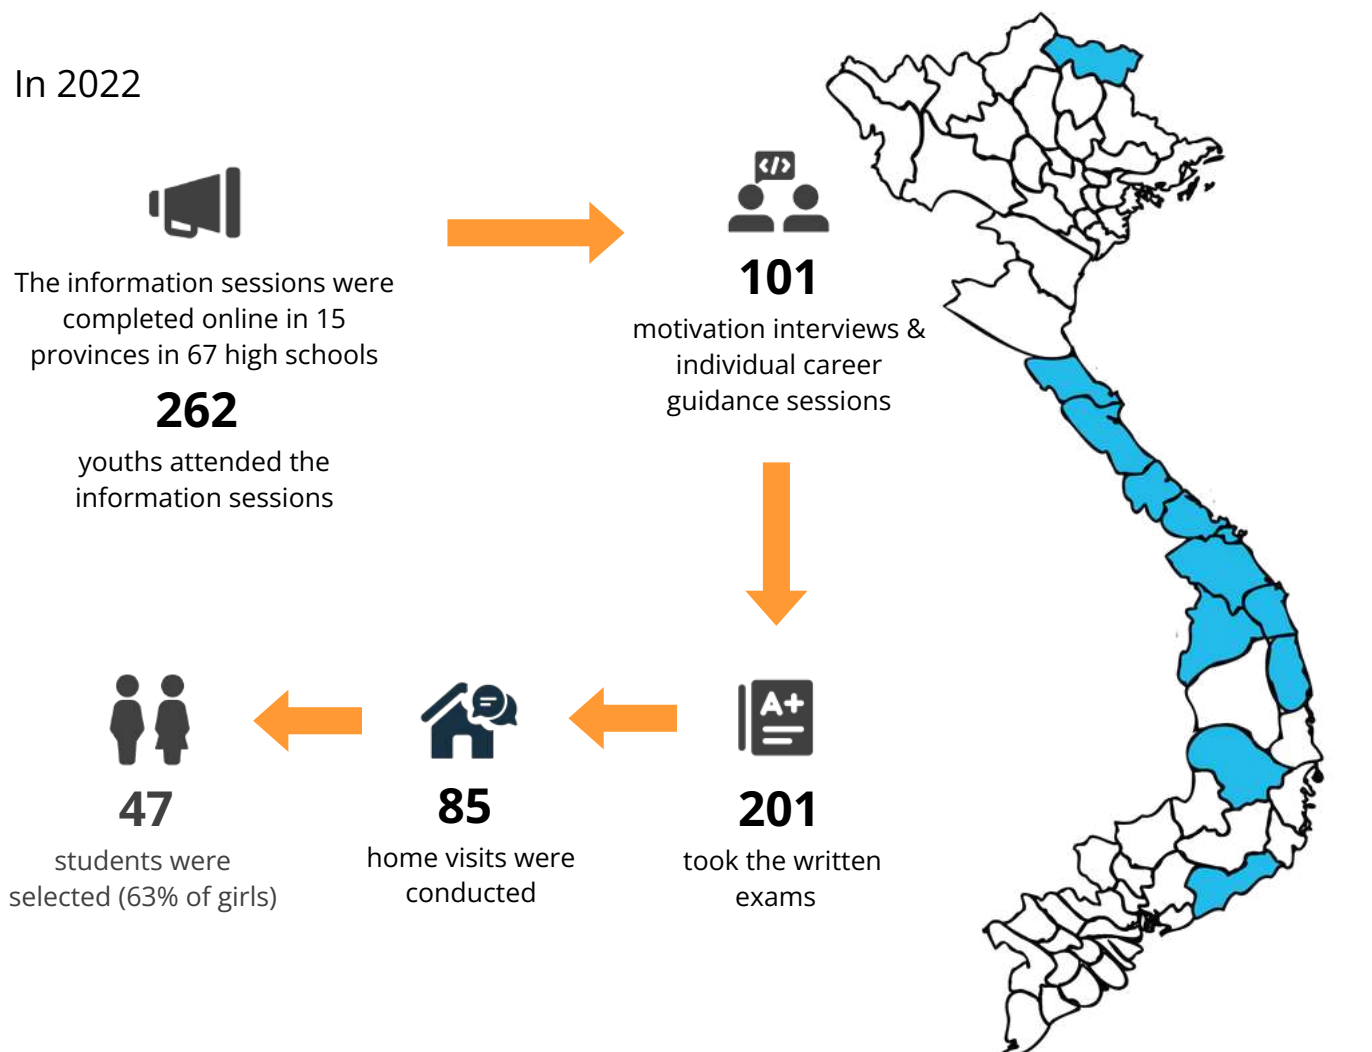 In 2022
The information sessions were
completed online in 15
provinces in 67 high schools
262
youths attended the
information sessions
</>
101
motivation interviews &
individual career
guidance sessions
A+
201
took the written
exams
85
home visits were
conducted
47
students were
selected (63% of girls)